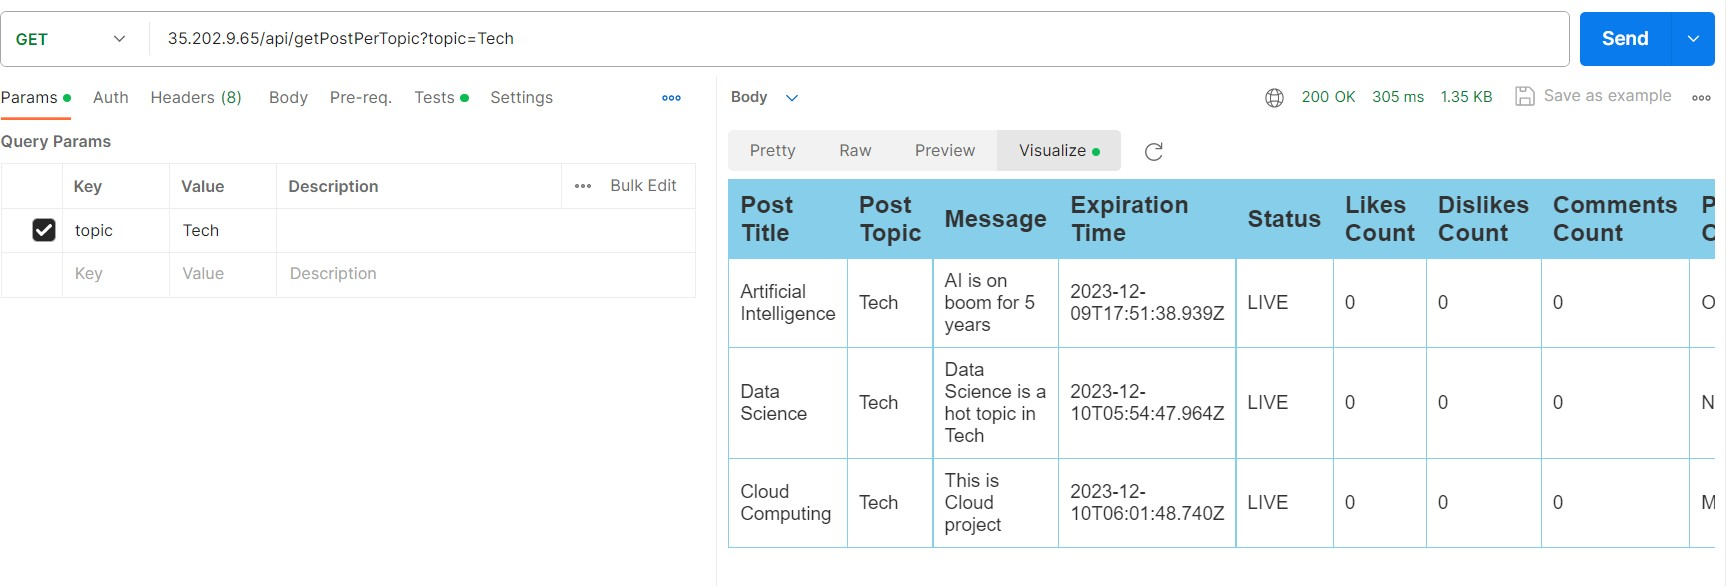 GET 35.202.9.65/api/getPostPerTopic?topic=Tech Send
Params Auth Headers (8) Body Pre-req. Tests Settings
Body 200 OK 305 ms 1.35 KB Save as example
Query Params
Pretty Raw Preview Visualize
Key Value Description Bulk Edit
topic Tech
Key Value Description
Post Title Post Topic Message Expiration Time Status Likes Count Dislikes Count Comments Count
Artificial
Intelligence
Tech
AI is on
boom for 5
years
2023-12-
09T17:51:38.939Z
LIVE
0
0
0
Data
Science
Tech
Data
Science is a
hot topic in
Tech
2023-12-
10T05:54:47.964Z
LIVE
0
0
0
Cloud
Computing
Tech
This is
Cloud
project
2023-12-
10T06:01:48.740Z
LIVE
0
0
0